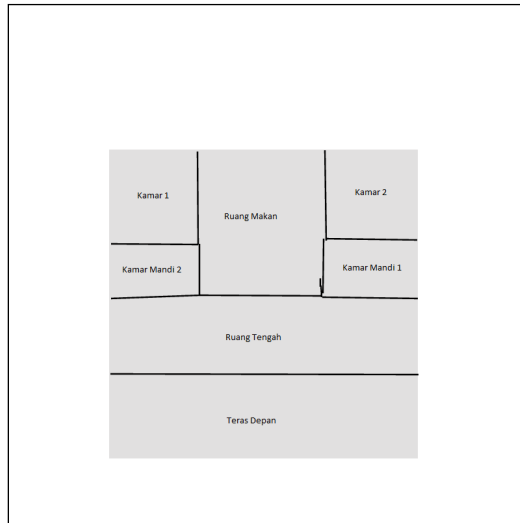 Kamar 1
Ruang Makan
Kamar 2
Kamar Mandi 2
Kamar Mandi 1
Ruang Tengah
Teras Depan